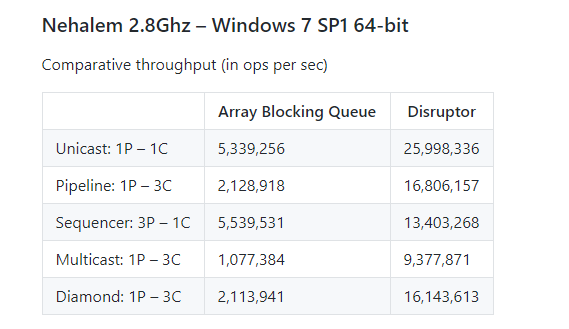 Nehalem 2.8Ghz – Windows 7 SP1 64-bit
Comparative throughput (in ops per sec)
Array Blocking Queue Disruptor
Unicast: 1P – 1C 5,339,256 25,998,336
Pipeline: 1P – 3C 2,128,918 16,806,157
Sequencer: 3P – 1C 5,539,531 13,403,268
Multicast: 1P – 3C 1,077,384 9,377,871
Diamond: 1P – 3C 2,113,941 16,143,613